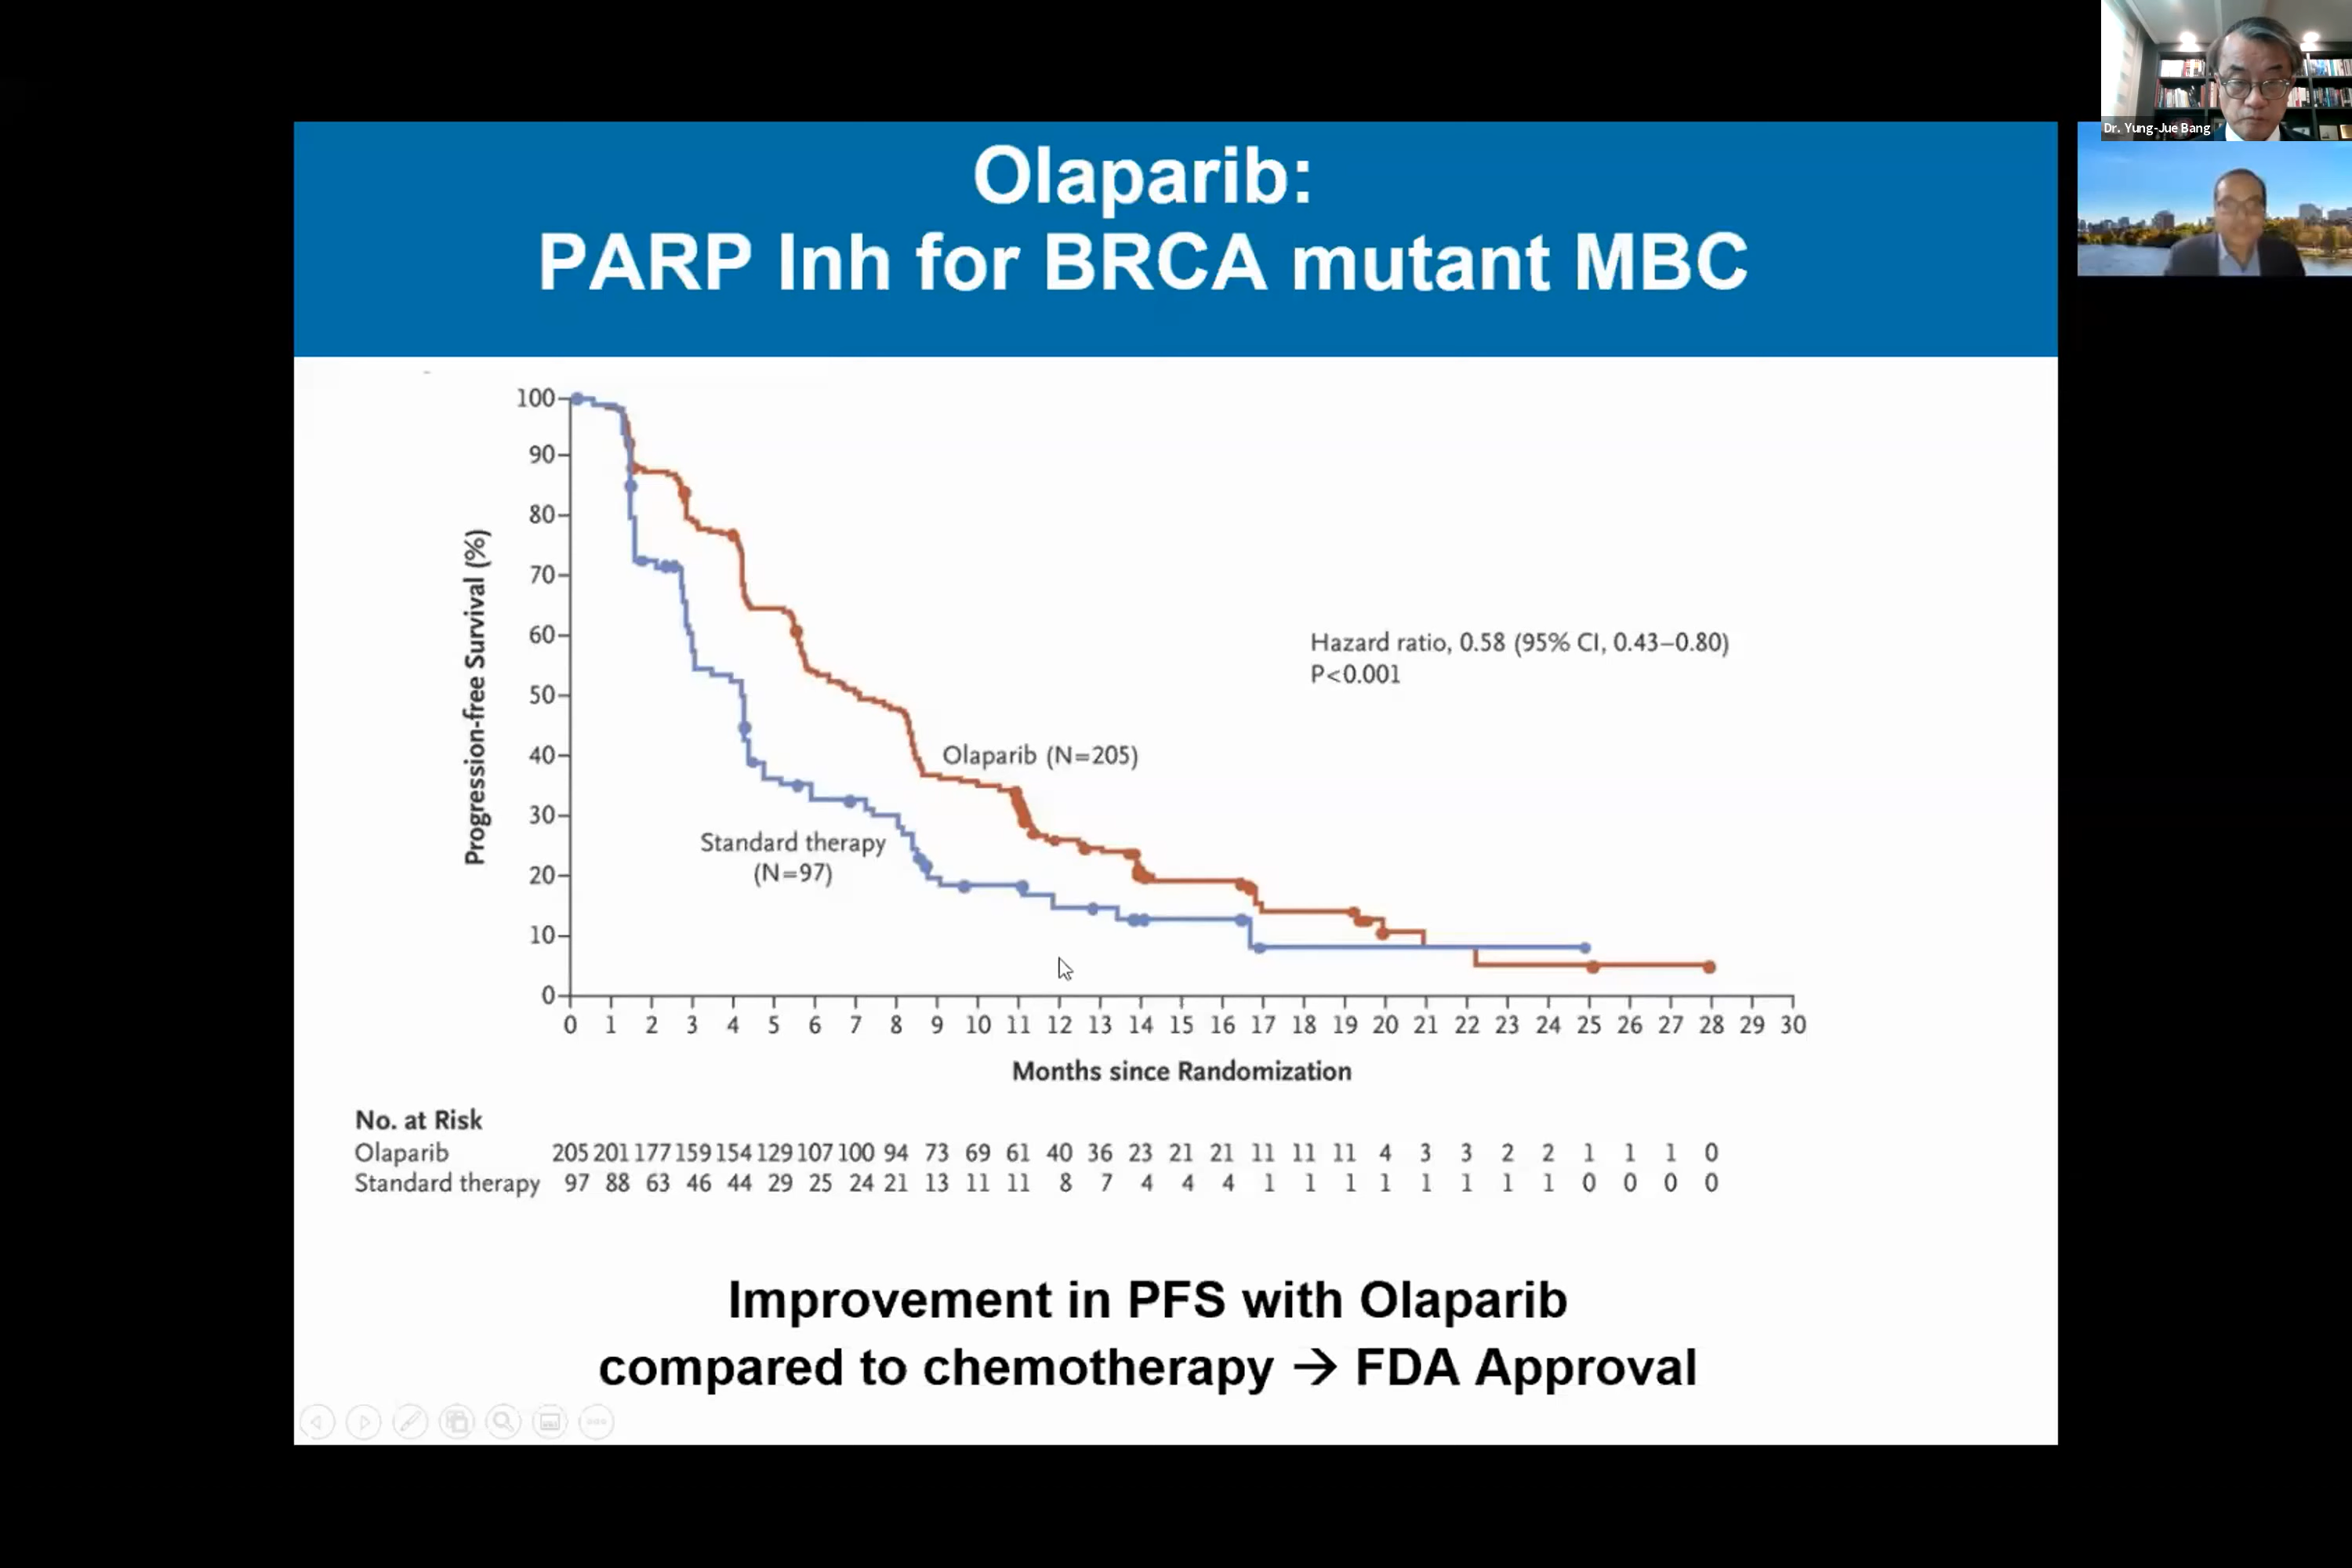 Dr. Yung-Jue Bang
Olaparib:
PARP Inh for BRCA mutant MBC
100
90
80
70
60
50
40
30
20
10
0
Progression-free Survival (%)
Hazard ratio, 0.58 (95% CI, 0.43–0.80)
P<0.001
Olaparib (N=205)
Standard therapy
(N=97)
0 1 2 3 4 5 6 7 8 9 10 11 12 13 14 15 16 17 18 19 20 21 22 23 24 25 26 27 28 29 30
Months since Randomization
No. at Risk
Olaparib 205 201 177 159 154 129 107 100 94 73 69 61 40 36 23 21 21 11 11 11 4 3 3 2 2 1 1 1 0
Standard therapy 97 88 63 46 44 29 25 24 21 13 11 11 8 7 4 4 4 1 1 1 1 1 1 1 1 0 0 0 0
Improvement in PFS with Olaparib
compared to chemotherapy → FDA Approval